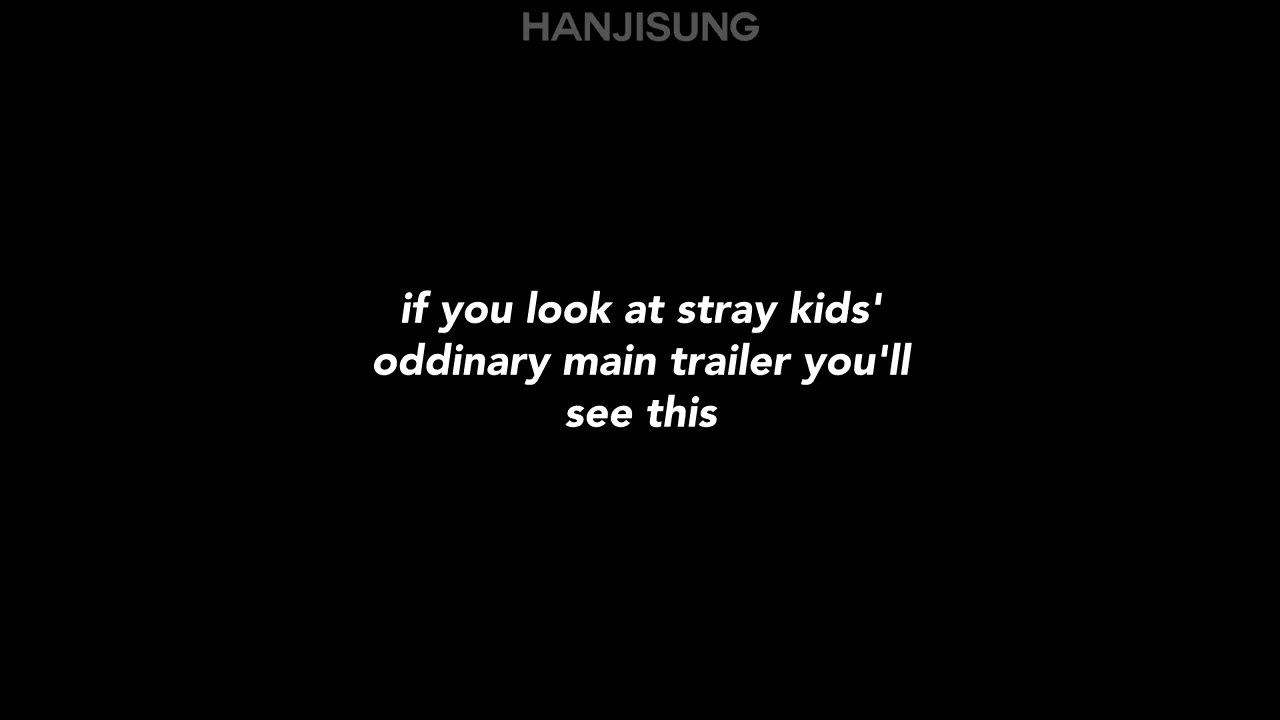 HANJISUNG
if you look at stray kids'
oddinary main trailer you'll
see this